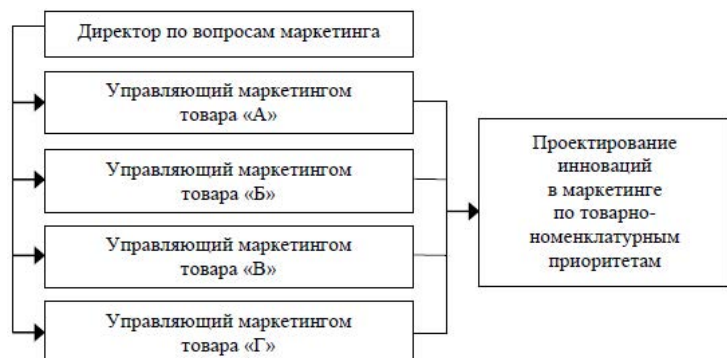 Директор по вопросам маркетинга
Управляющий маркетингом
товара «А»
Управляющий маркетингом
товара «Б»
Управляющий маркетингом
товара «В»
Управляющий маркетингом
товара «Г»
Проектирование
инноваций
в маркетинге
по товарно-
номенклатурным
приоритетам